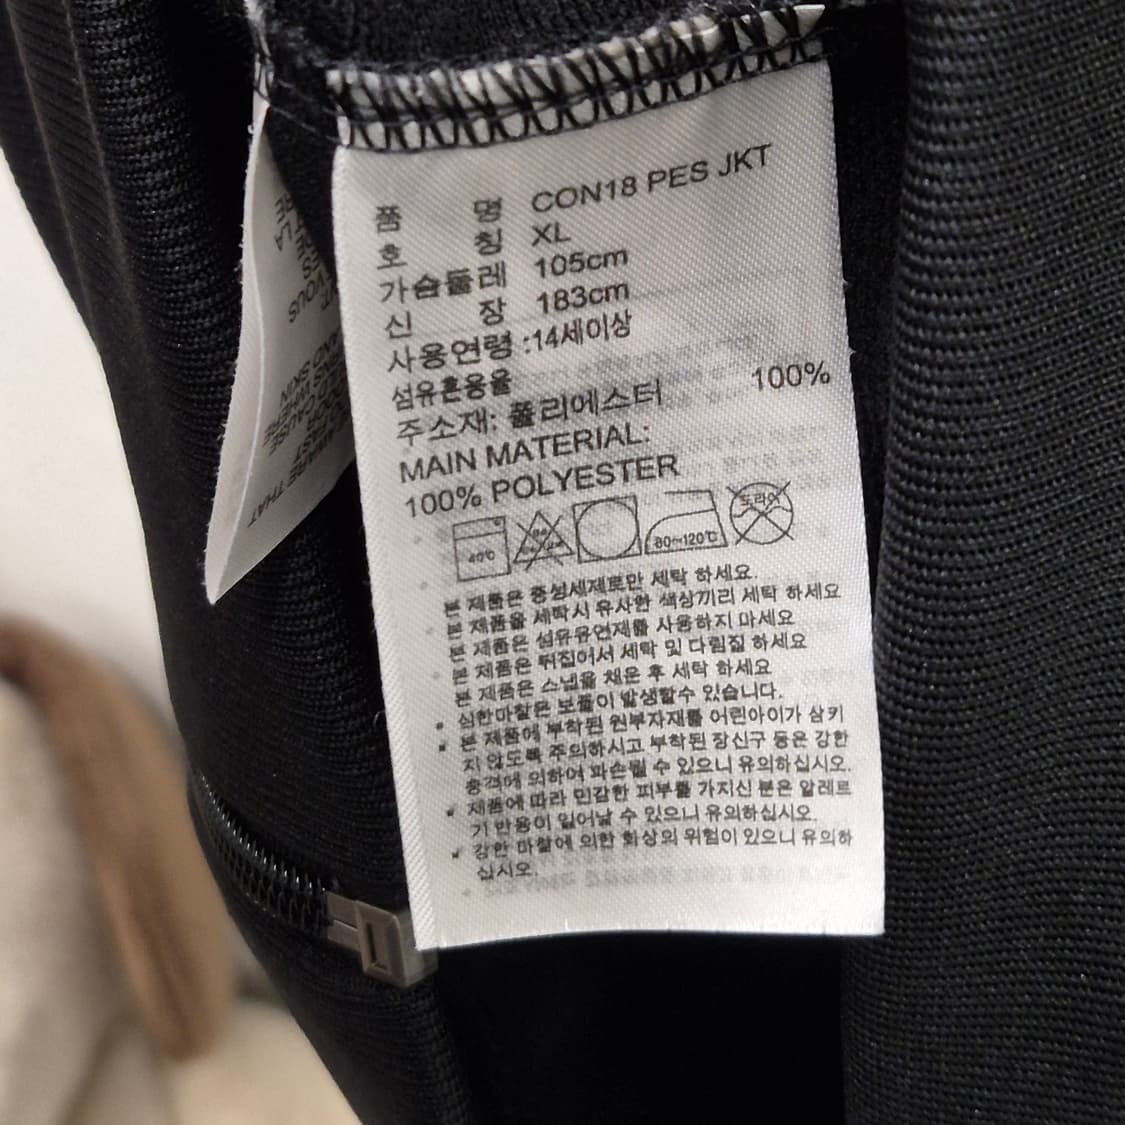 품 명 CON18 PES JKT
호 칭 XL
가슴둘레 105cm
신 장 183cm
사용연령 :14세이상
섬유혼용율
주소재: 폴리에스터 100%
MAIN MATERIAL:
100% POLYESTER
40℃
80~120℃
드라이
본 제품은 중성세제로만 세탁 하세요.
본 제품을 세탁시 유사한 색상끼리 세탁 하세요
본 제품은 섬유유연제를 사용하지 마세요
본 제품은 뒤집어서 세탁 및 다림질 하세요
본 제품은 스냅을 채운 후 세탁 하세요
심한마찰은 보풀이 발생할수 있습니다.
본 제품에 부착된 원부자재를 어린아이가 삼키
지 않도록 주의하시고 부착된 장신구 등은 강한
충격에 의하여 파손될 수 있으니 유의하십시오.
제품에 따라 민감한 피부를 가지신 분은 알레르
기 반응이 일어날 수 있으니 유의하십시오.
강한 마찰에 의한 화상의 위험이 있으니 유의하
십시오.